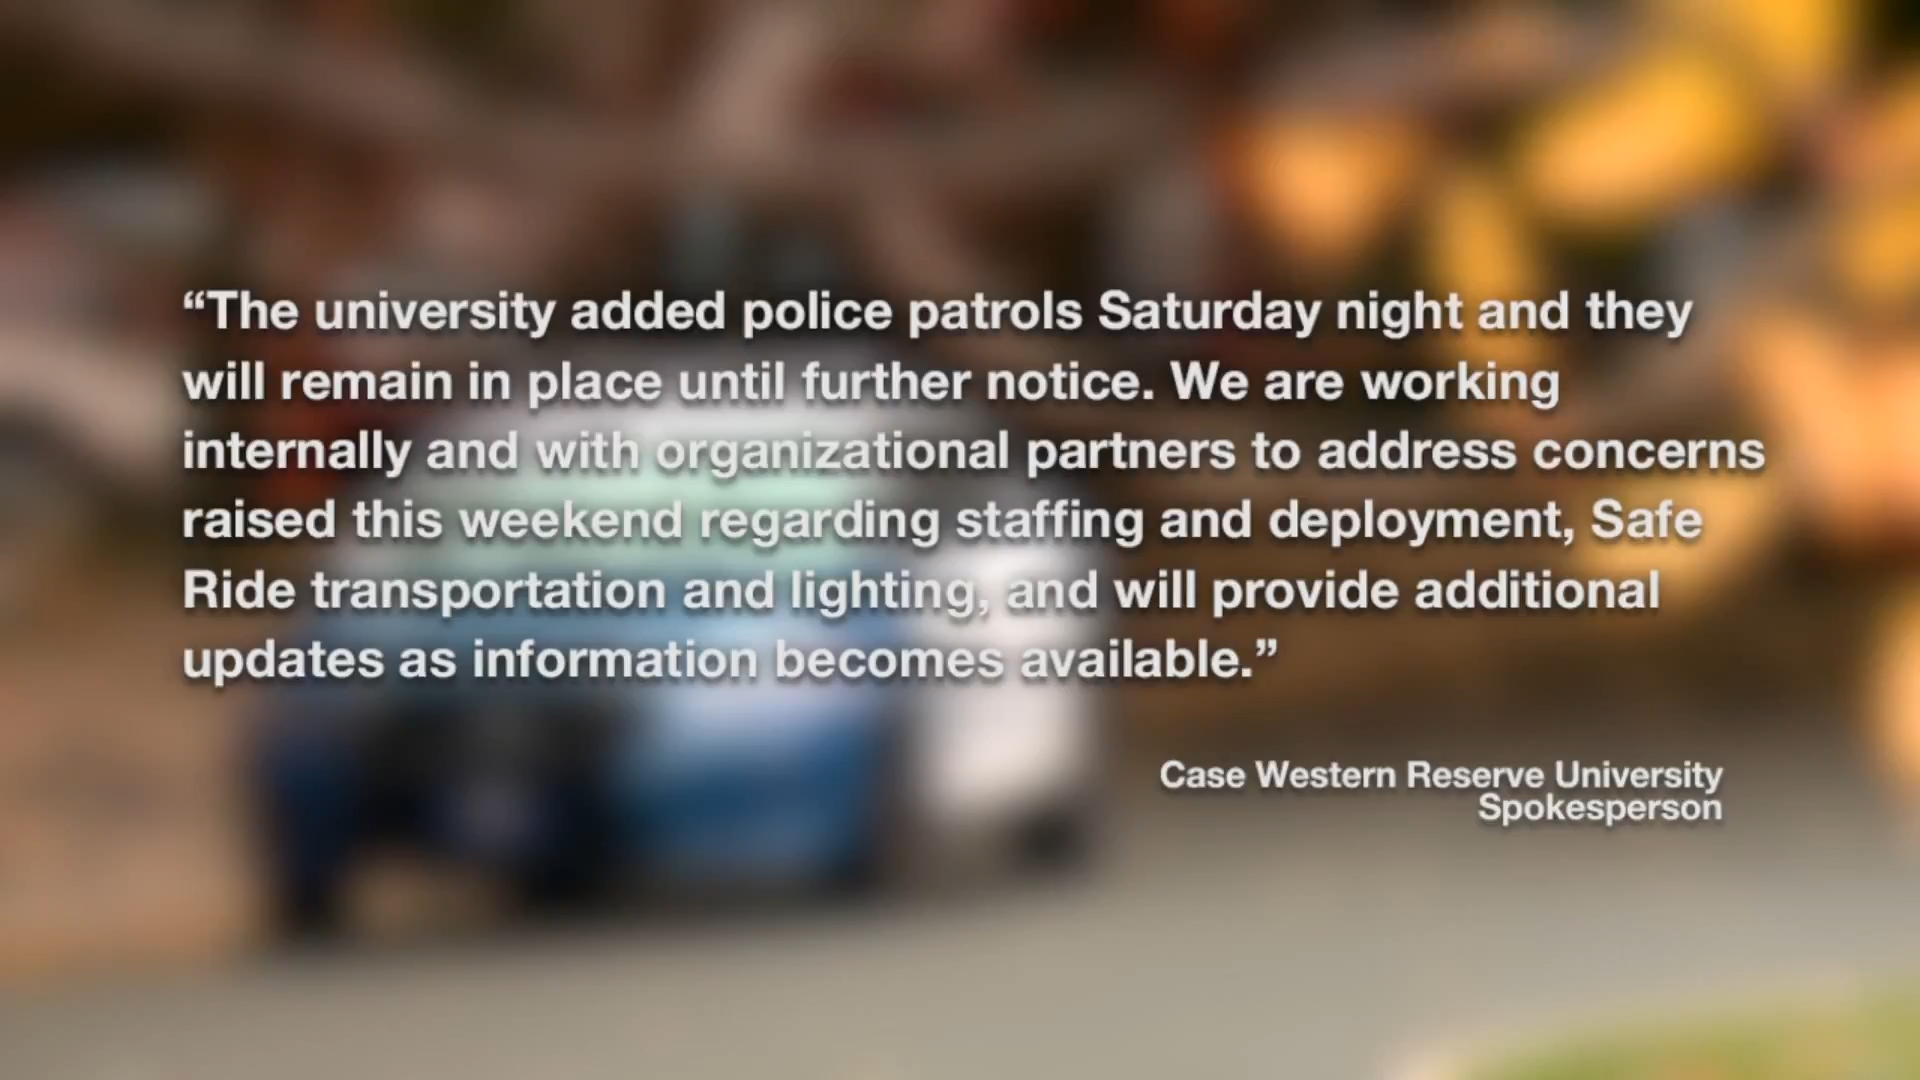 “The university added police patrols Saturday night and they
will remain in place until further notice. We are working
internally and with organizational partners to address concerns
raised this weekend regarding staffing and deployment, Safe
Ride transportation and lighting, and will provide additional
updates as information becomes available.”
Case Western Reserve University
Spokesperson